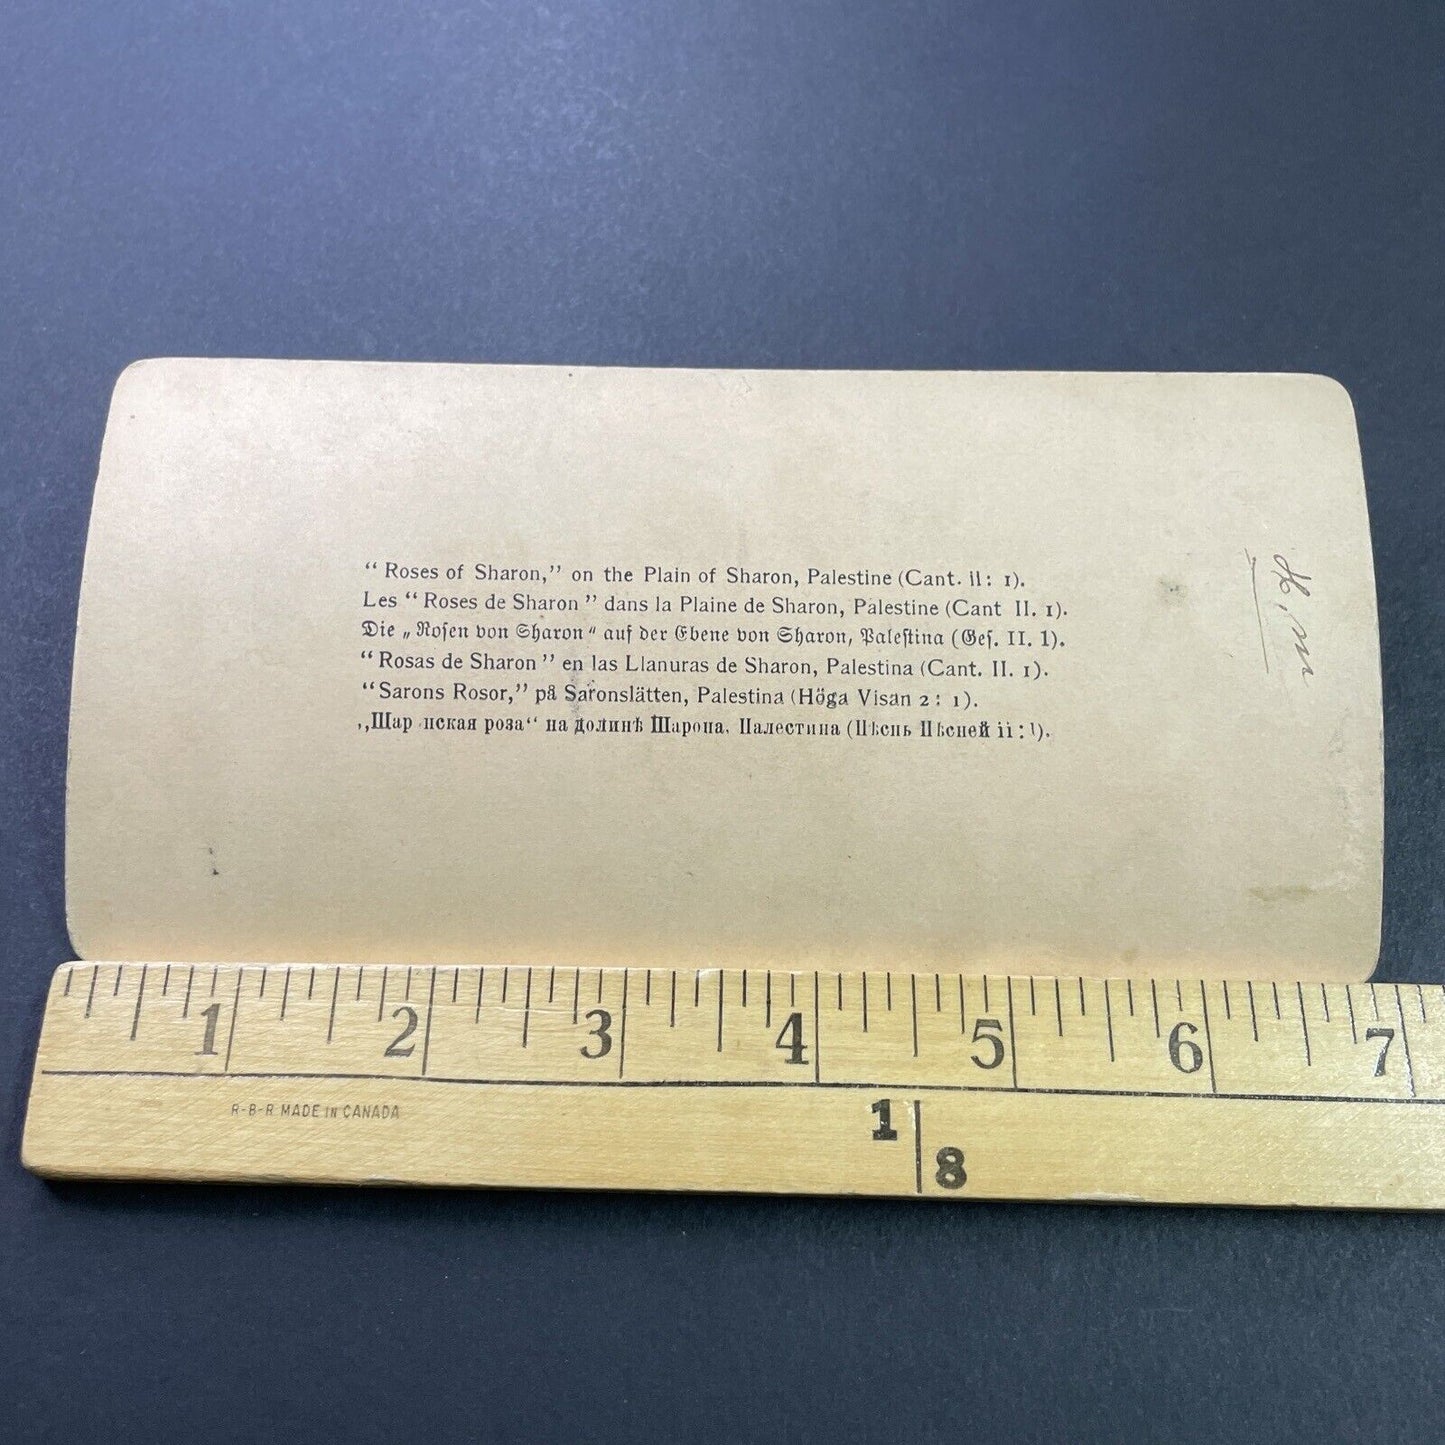 “ Roses of Sharon,” on the Plain of Sharon, Palestine (Cant. ii: 1).
Les “ Roses de Sharon ” dans la Plaine de Sharon, Palestine (Cant II. 1).
Die „Rosen von Sharon“ auf der Ebene von Sharon, Palestina (Ges. II. 1).
“Rosas de Sharon” en las Llanuras de Sharon, Palestina (Cant. II. 1).
“Sarons Rosor,” på Saronslätten, Palestina (Höga Visan 2: 1).
„Шар нская роза“ на долинѣ Шарона. Палестина (Пѣснь Пѣсней ii: 1).
1 2 3 4 5 6 7
R-B-R MADE IN CANADA
1
8